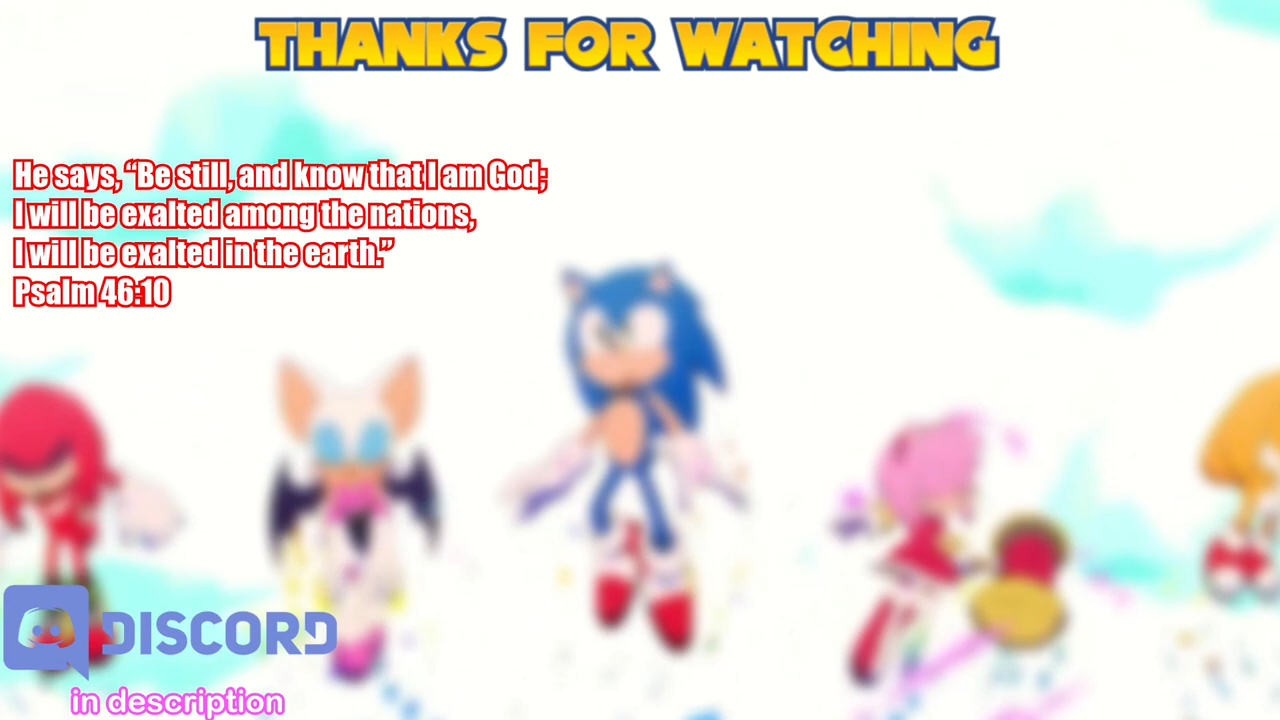 THANKS FOR WATCHING
He says, “Be still, and know that I am God;
I will be exalted among the nations,
I will be exalted in the earth.”
Psalm 46:10
DISCORD
in description